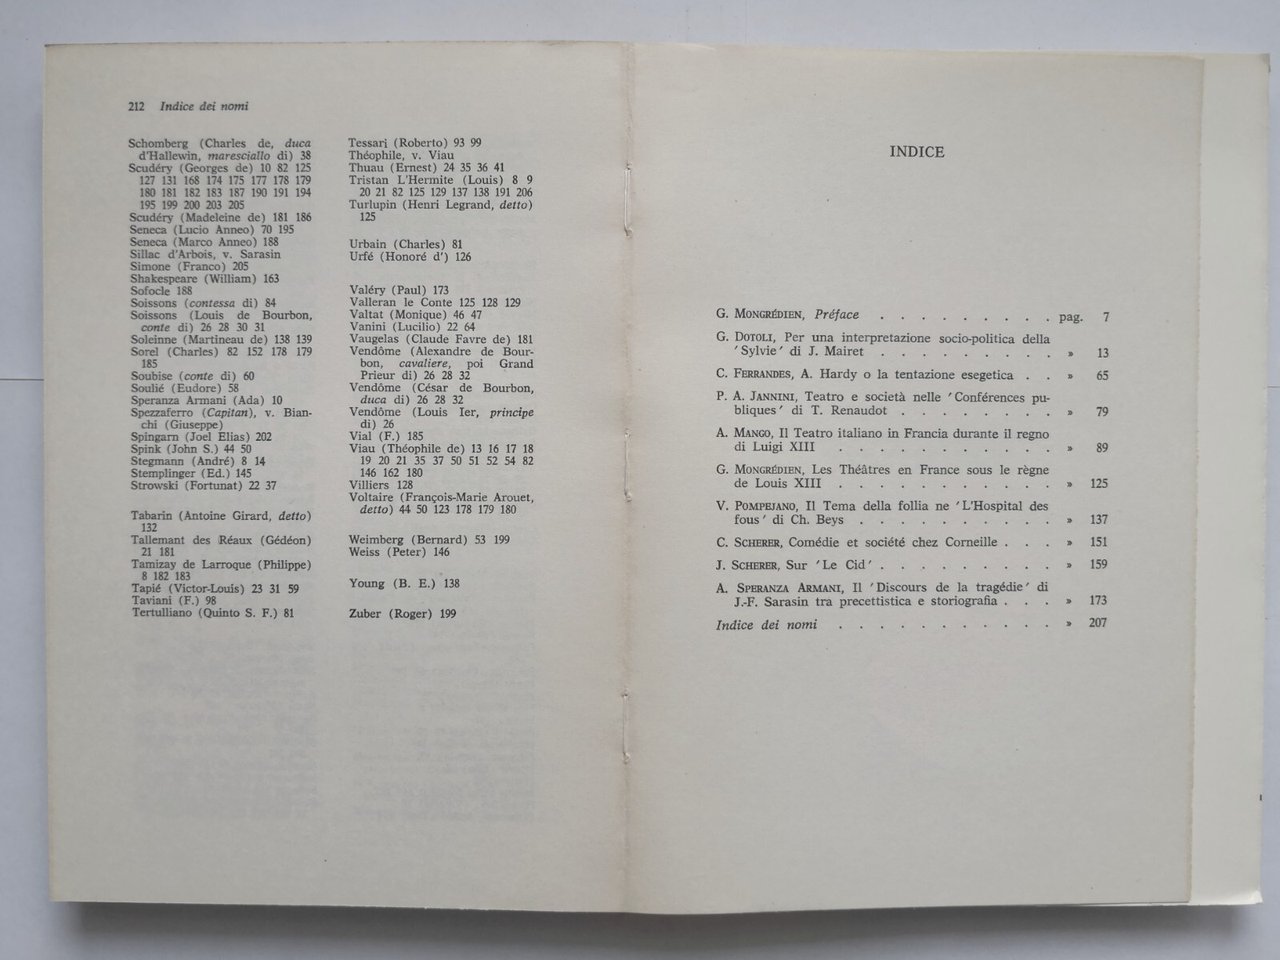 212 Indice dei nomi
Schomberg (Charles de, duca
d'Hallewin, maresciallo di) 38
Scudéry (Georges de) 10 82 125
127 131 168 174 175 177 178 179
180 181 182 183 187 190 191 194
195 199 200 203 205
Scudéry (Madeleine de) 181 186
Seneca (Lucio Anneo) 70 195
Seneca (Marco Anneo) 188
Sillac d'Arbois, v. Sarasin
Simone (Franco) 205
Shakespeare (William) 163
Sofocle 188
Soissons (contessa di) 84
Soissons (Louis de Bourbon,
conte di) 26 28 30 31
Soleinne (Martineau de) 138 139
Sorel (Charles) 82 152 178 179
185
Soubise (conte di) 60
Soulié (Eudore) 58
Speranza Armani (Ada) 10
Spezzaferro (Capitan), v. Bian-
chi (Giuseppe)
Spingarn (Joel Elias) 202
Spink (John S.) 44 50
Stegmann (André) 8 14
Stemplinger (Ed.) 145
Strowski (Fortunat) 22 37
Tabarin (Antoine Girard, detto)
132
Tallemant des Réaux (Gédéon)
21 181
Tamizay de Larroque (Philippe)
8 182 183
Tapié (Victor-Louis) 23 31 59
Taviani (F.) 98
Tertulliano (Quinto S. F.) 81
Tessari (Roberto) 93 99
Théophile, v. Viau
Thuau (Ernest) 24 35 36 41
Tristan L'Hermite (Louis) 8 9
20 21 82 125 129 137 138 191 206
Turlupin (Henri Legrand, detto)
125
Urbain (Charles) 81
Urfé (Honoré d') 126
Valéry (Paul) 173
Valleran le Conte 125 128 129
Valtat (Monique) 46 47
Vanini (Lucilio) 22 64
Vaugelas (Claude Favre de) 181
Vendôme (Alexandre de Bour-
bon, cavaliere, poi Grand
Prieur di) 26 28 32
Vendôme (César de Bourbon,
duca di) 26 28 32
Vendôme (Louis Ier, principe
di) 26
Vial (F.) 185
Viau (Théophile de) 13 16 17 18
19 20 21 35 37 50 51 52 54 82
146 162 180
Villiers 128
Voltaire (François-Marie Arouet,
detto) 44 50 123 178 179 180
Weimberg (Bernard) 53 199
Weiss (Peter) 146
Young (B. E.) 138
Zuber (Roger) 199
INDICE
G. MONGRÉDIEN, Préface . . . . . . . . . pag. 7
G. DOTOLI, Per una interpretazione socio-politica della
'Sylvie' di J. Mairet . . . . . . . . . » 13
C. FERRANDES, A. Hardy o la tentazione esegetica . . » 65
P. A. JANNINI, Teatro e società nelle 'Conférences pu-
bliques' di T. Renaudot . . . . . . . . » 79
A. MANGO, Il Teatro italiano in Francia durante il regno
di Luigi XIII . . . . . . . . . . . » 89
G. MONGRÉDIEN, Les Théâtres en France sous le règne
de Louis XIII . . . . . . . . . . . » 125
V. POMPEJANO, Il Tema della follia ne 'L'Hospital des
fous' di Ch. Beys . . . . . . . . . . » 137
C. SCHERER, Comédie et société chez Corneille . . . » 151
J. SCHERER, Sur 'Le Cid' . . . . . . . . . » 159
A. SPERANZA ARMANI, Il 'Discours de la tragédie' di
J.-F. Sarasin tra precettistica e storiografia . . . » 173
Indice dei nomi . . . . . . . . . . . » 207